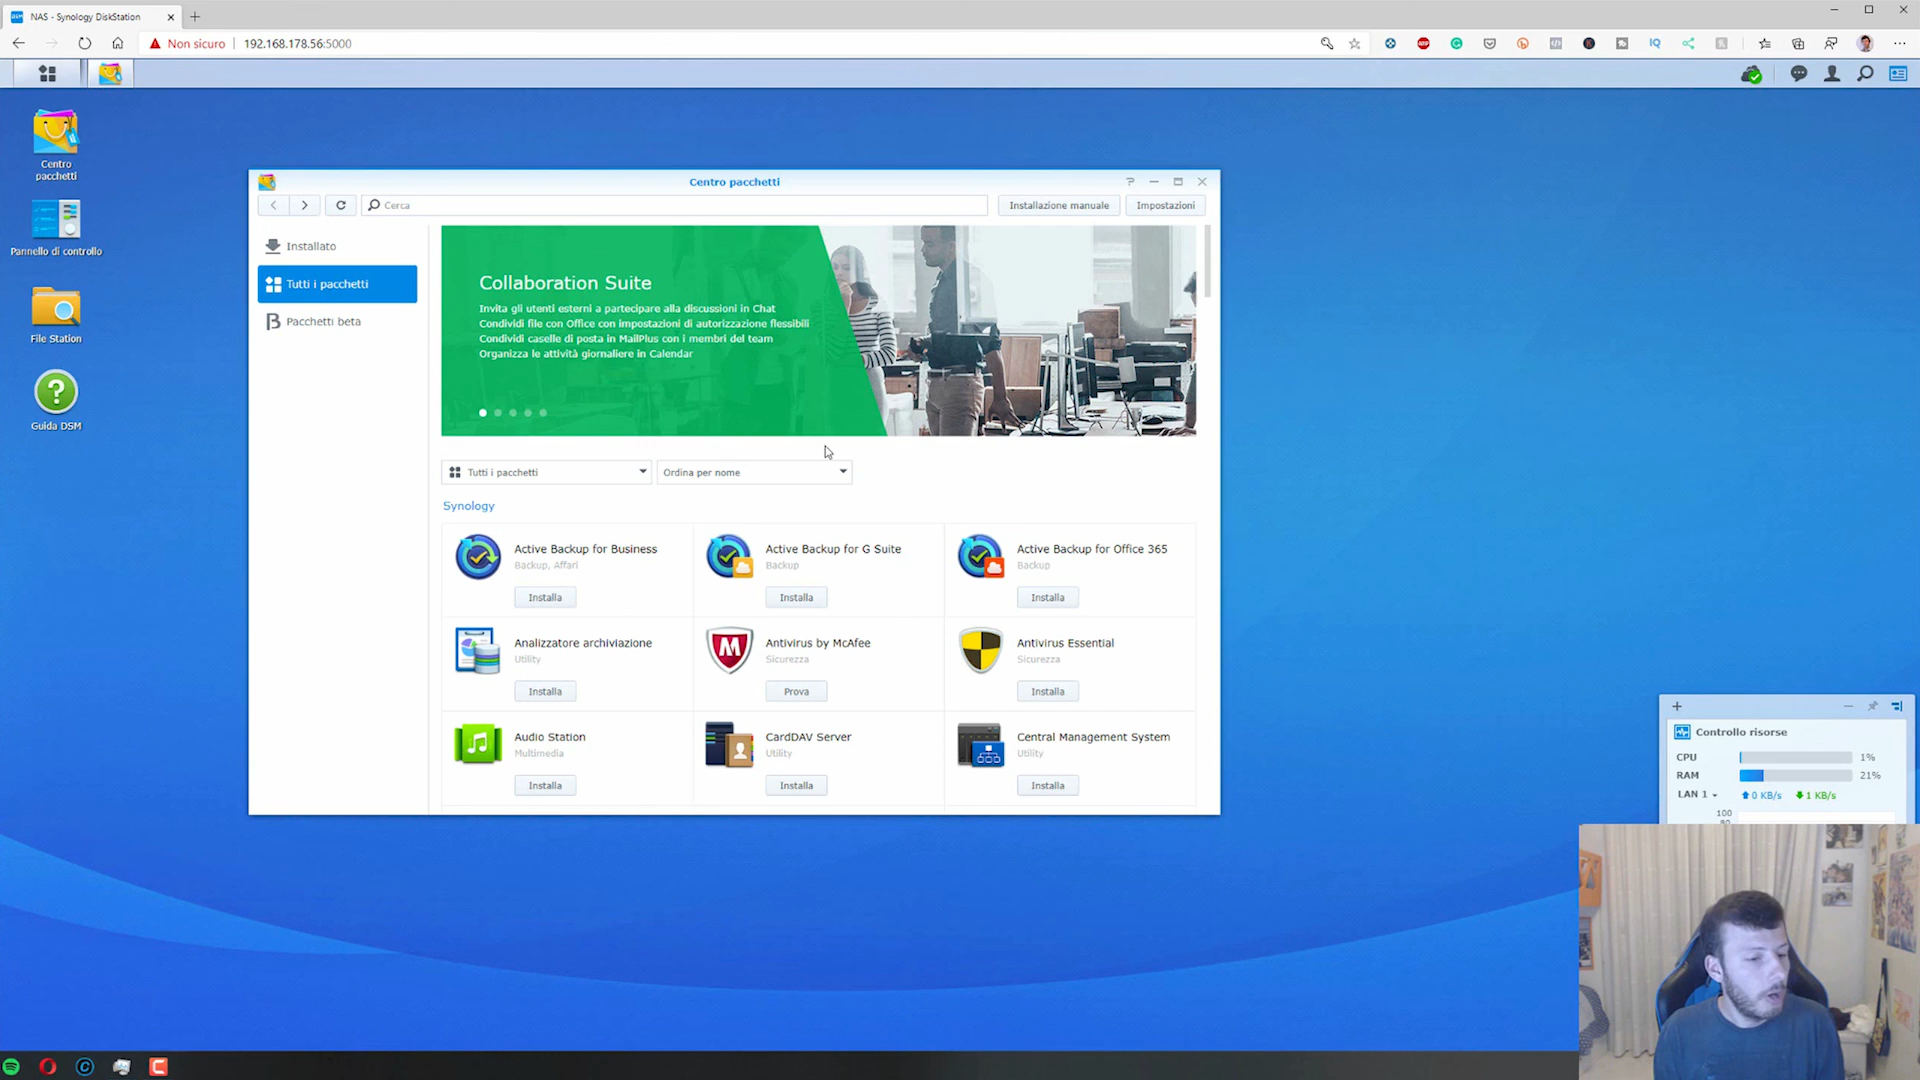 NAS - Synology DiskStation
Non sicuro
192.168.178.56:5000
IQ
Centro pacchetti
Pannello di controllo
File Station
Guida DSM
Centro pacchetti
Cerca
Installazione manuale
Impostazioni
Installato
Tutti i pacchetti
Pacchetti beta
Collaboration Suite
Invita gli utenti esterni a partecipare alla discussioni in Chat
Condividi file con Office con impostazioni di autorizzazione flessibili
Condividi caselle di posta in MailPlus con i membri del team
Organizza le attività giornaliere in Calendar
Tutti i pacchetti
Ordina per nome
Synology
Active Backup for Business
Backup, Affari
Installa
Active Backup for G Suite
Backup
Installa
Active Backup for Office 365
Backup
Installa
Analizzatore archiviazione
Utility
Installa
Antivirus by McAfee
Sicurezza
Prova
Antivirus Essential
Sicurezza
Installa
Audio Station
Multimedia
Installa
CardDAV Server
Utility
Installa
Central Management System
Utility
Installa
Controllo risorse
CPU 1%
RAM 21%
LAN 1 0 KB/s 1 KB/s
100